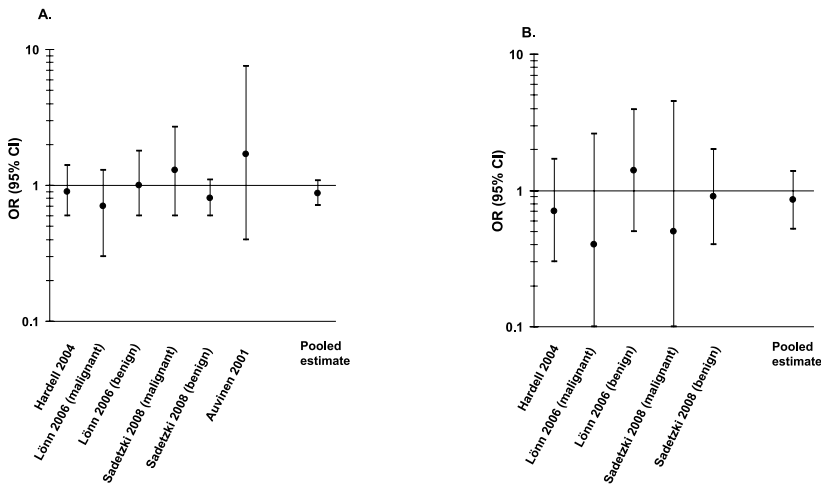 A.
10
1
0.1
OR (95% CI)
Hardell 2004
Lönn 2006 (malignant)
Lönn 2006 (benign)
Sadetzki 2008 (malignant)
Sadetzki 2008 (benign)
Auvinen 2001
Pooled
estimate
B.
10
1
0.1
OR (95% CI)
Hardell 2004
Lönn 2006 (malignant)
Lönn 2006 (benign)
Sadetzki 2008 (malignant)
Sadetzki 2008 (benign)
Pooled
estimate